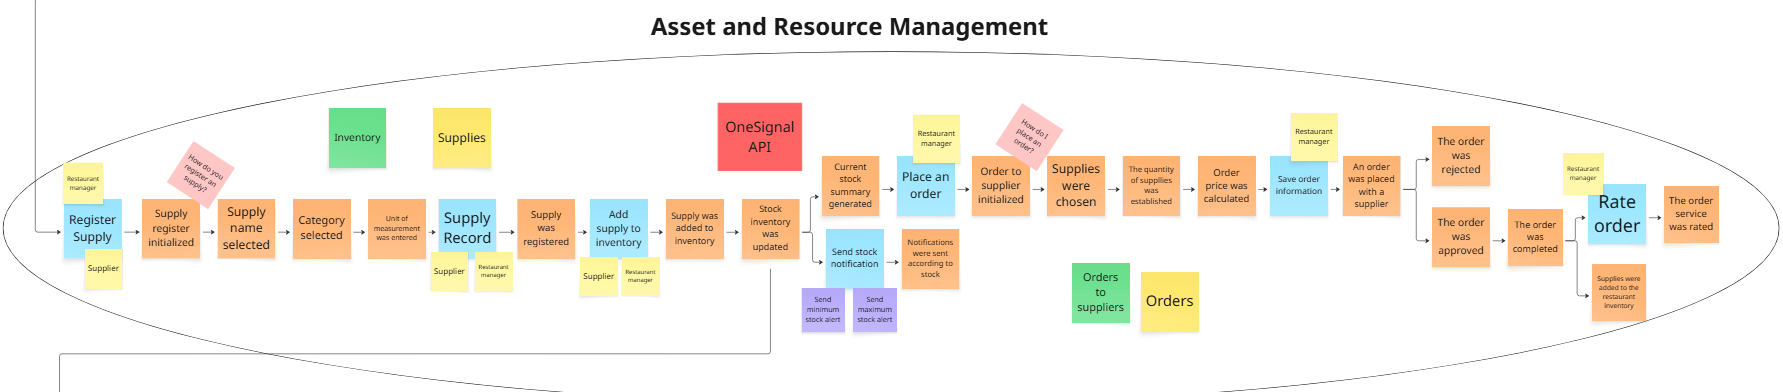 Asset and Resource Management
Restaurant
manager
Register
Supply
Supplier
Supply
register
initialized
How do you
register an
supply?
Supply
name
selected
Category
selected
Unit of
measurement
was entered
Inventory
Supplies
Supply
Record
Supplier
Restaurant
manager
Supply
was
registered
Add
supply to
inventory
Supplier
Restaurant
manager
Supply was
added to
inventory
Stock
inventory
was
updated
OneSignal
API
Current
stock
summary
generated
Restaurant
manager
Place an
order
Order to
supplier
initialized
How do I
place an
order?
Supplies
were
chosen
The quantity
of suppllies
was
established
Order
price was
calculated
Restaurant
manager
Save order
information
An order
was placed
with a
supplier
Send stock
notification
Send
minimum
stock alert
Send
maximum
stock alert
Notifications
were sent
according to
stock
Orders
to
suppliers
Orders
The order
was
rejected
The order
was
approved
The order
was
completed
Restaurant
manager
Rate
order
The order
service
was rated
Supplies were
added to the
restaurant
inventory